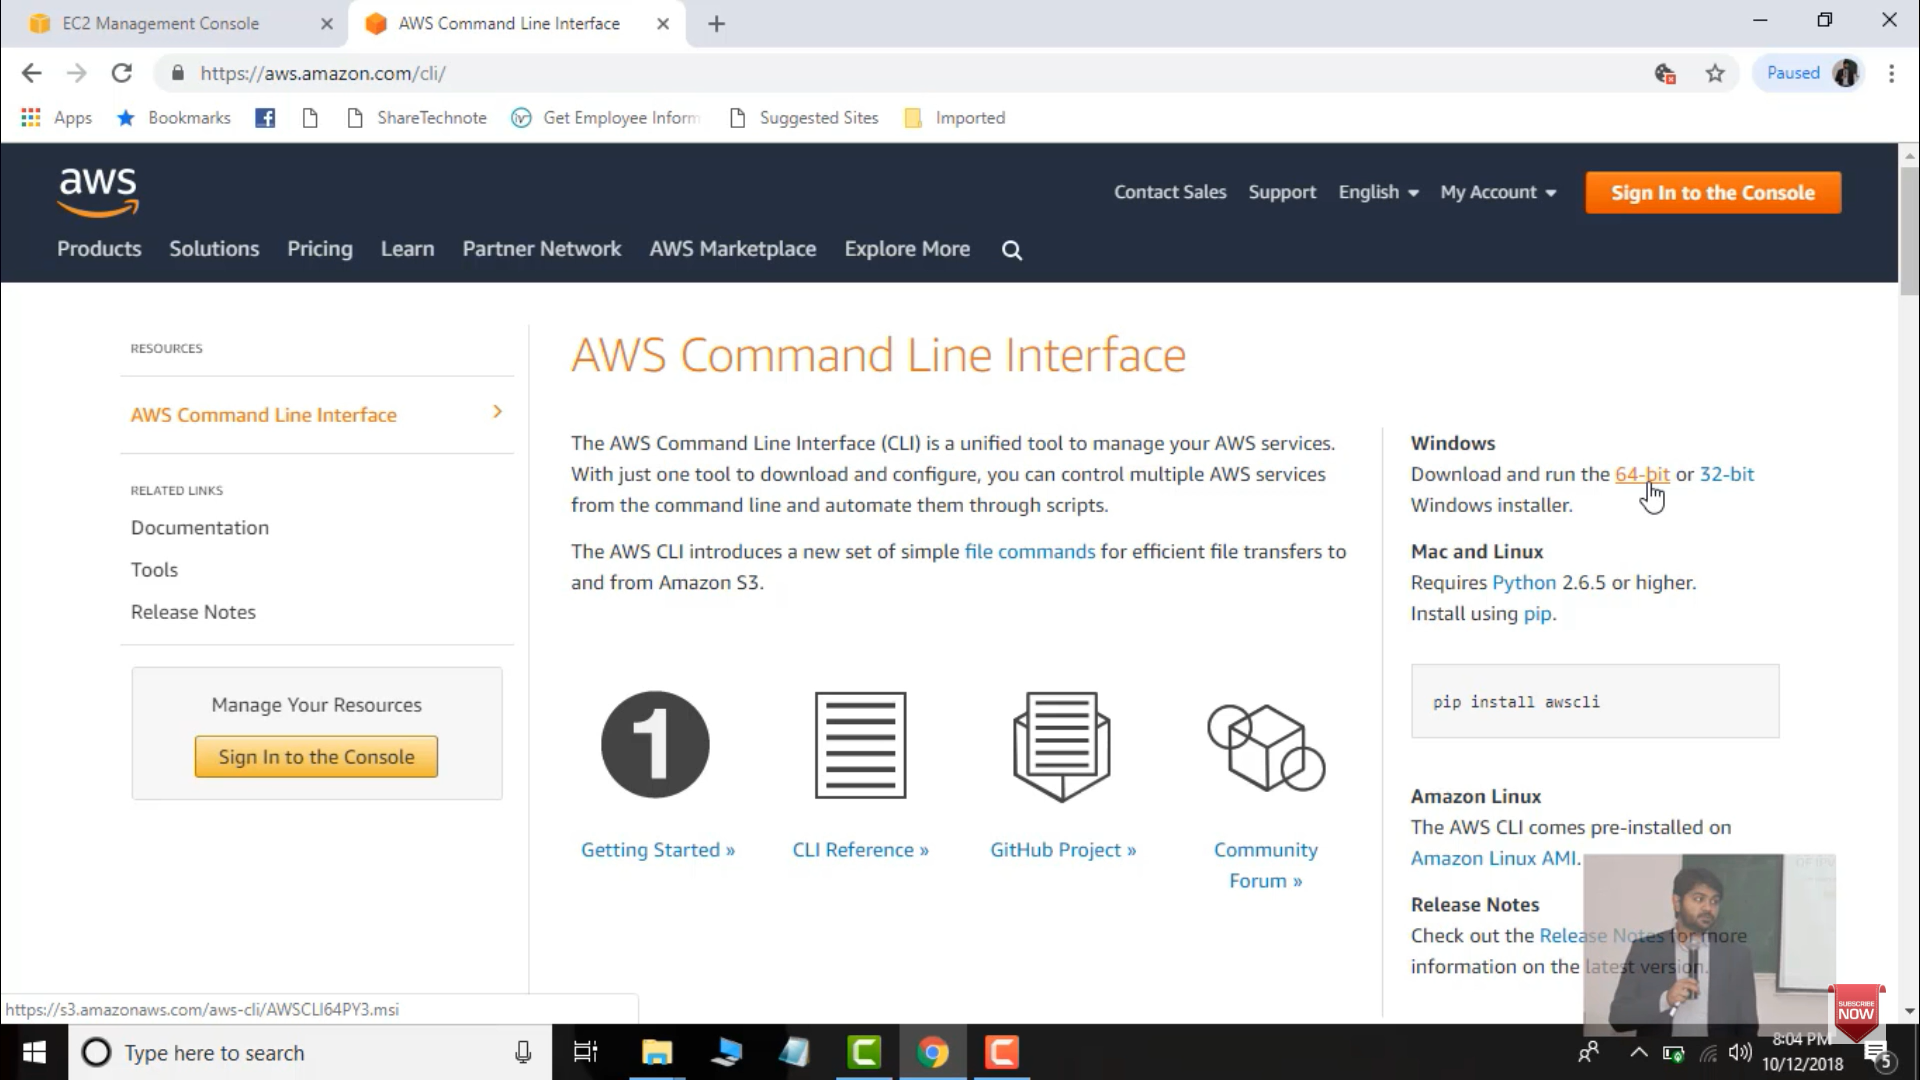 EC2 Management Console
AWS Command Line Interface
https://aws.amazon.com/cli/
Paused
Apps
Bookmarks
ShareTechnote
Get Employee Inform
Suggested Sites
Imported
aws
Contact Sales
Support
English
My Account
Sign In to the Console
Products
Solutions
Pricing
Learn
Partner Network
AWS Marketplace
Explore More
RESOURCES
AWS Command Line Interface
RELATED LINKS
Documentation
Tools
Release Notes
Manage Your Resources
Sign In to the Console
AWS Command Line Interface
The AWS Command Line Interface (CLI) is a unified tool to manage your AWS services.
With just one tool to download and configure, you can control multiple AWS services
from the command line and automate them through scripts.
The AWS CLI introduces a new set of simple file commands for efficient file transfers to
and from Amazon S3.
1
Getting Started »
CLI Reference »
GitHub Project »
Community
Forum »
Windows
Download and run the 64-bit or 32-bit
Windows installer.
Mac and Linux
Requires Python 2.6.5 or higher.
Install using pip.
pip install awscli
Amazon Linux
The AWS CLI comes pre-installed on
Amazon Linux AMI.
Release Notes
Check out the Release Notes for more
information on the latest version.
https://s3.amazonaws.com/aws-cli/AWSCLI64PY3.msi
SUBSCRIBE
NOW
Type here to search
8:04 PM
10/12/2018
5